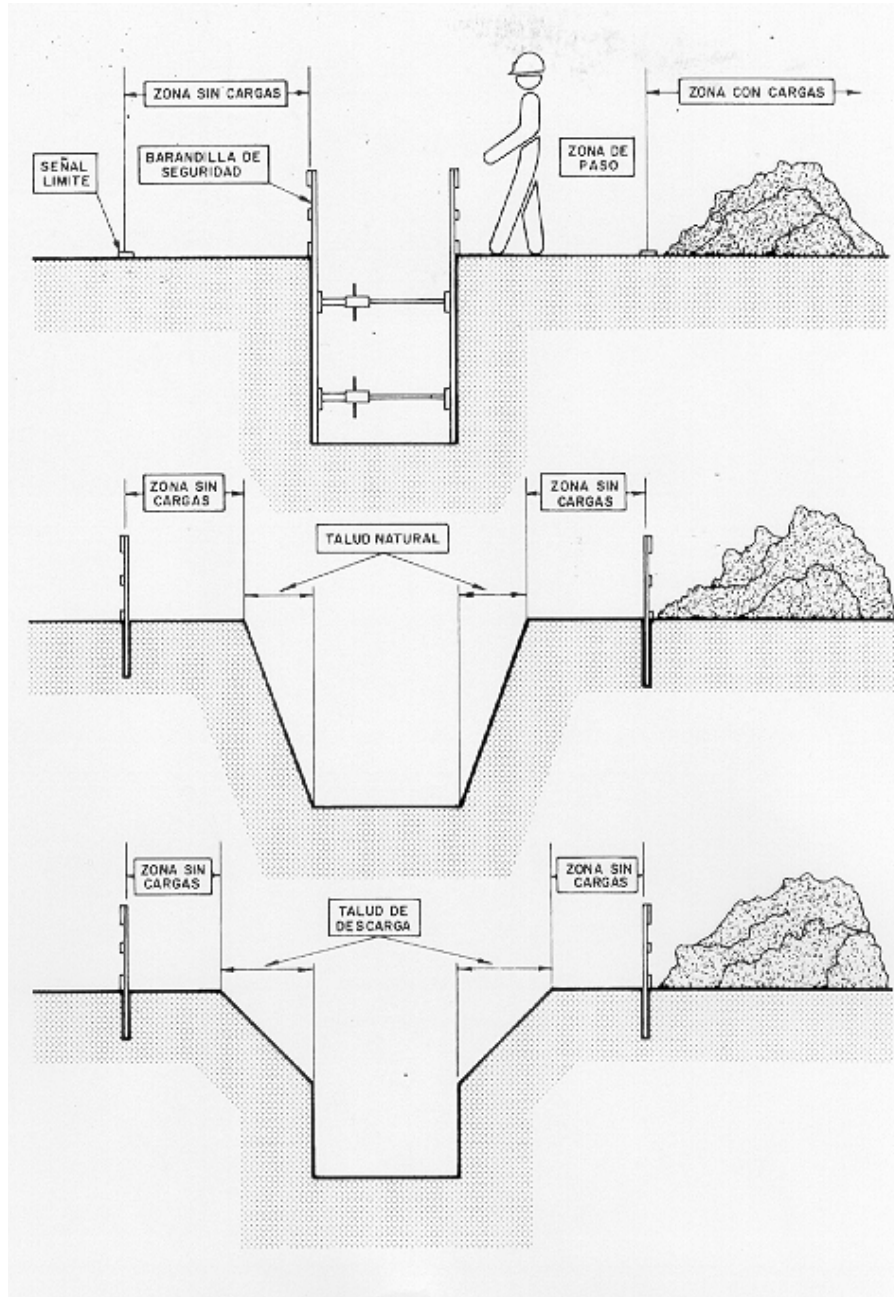 ZONA SIN CARGAS
ZONA CON CARGAS
SEÑAL
LIMITE
BARANDILLA DE
SEGURIDAD
ZONA DE
PASO
ZONA SIN
CARGAS
ZONA SIN
CARGAS
TALUD NATURAL
ZONA SIN
CARGAS
ZONA SIN
CARGAS
TALUD DE
DESCARGA